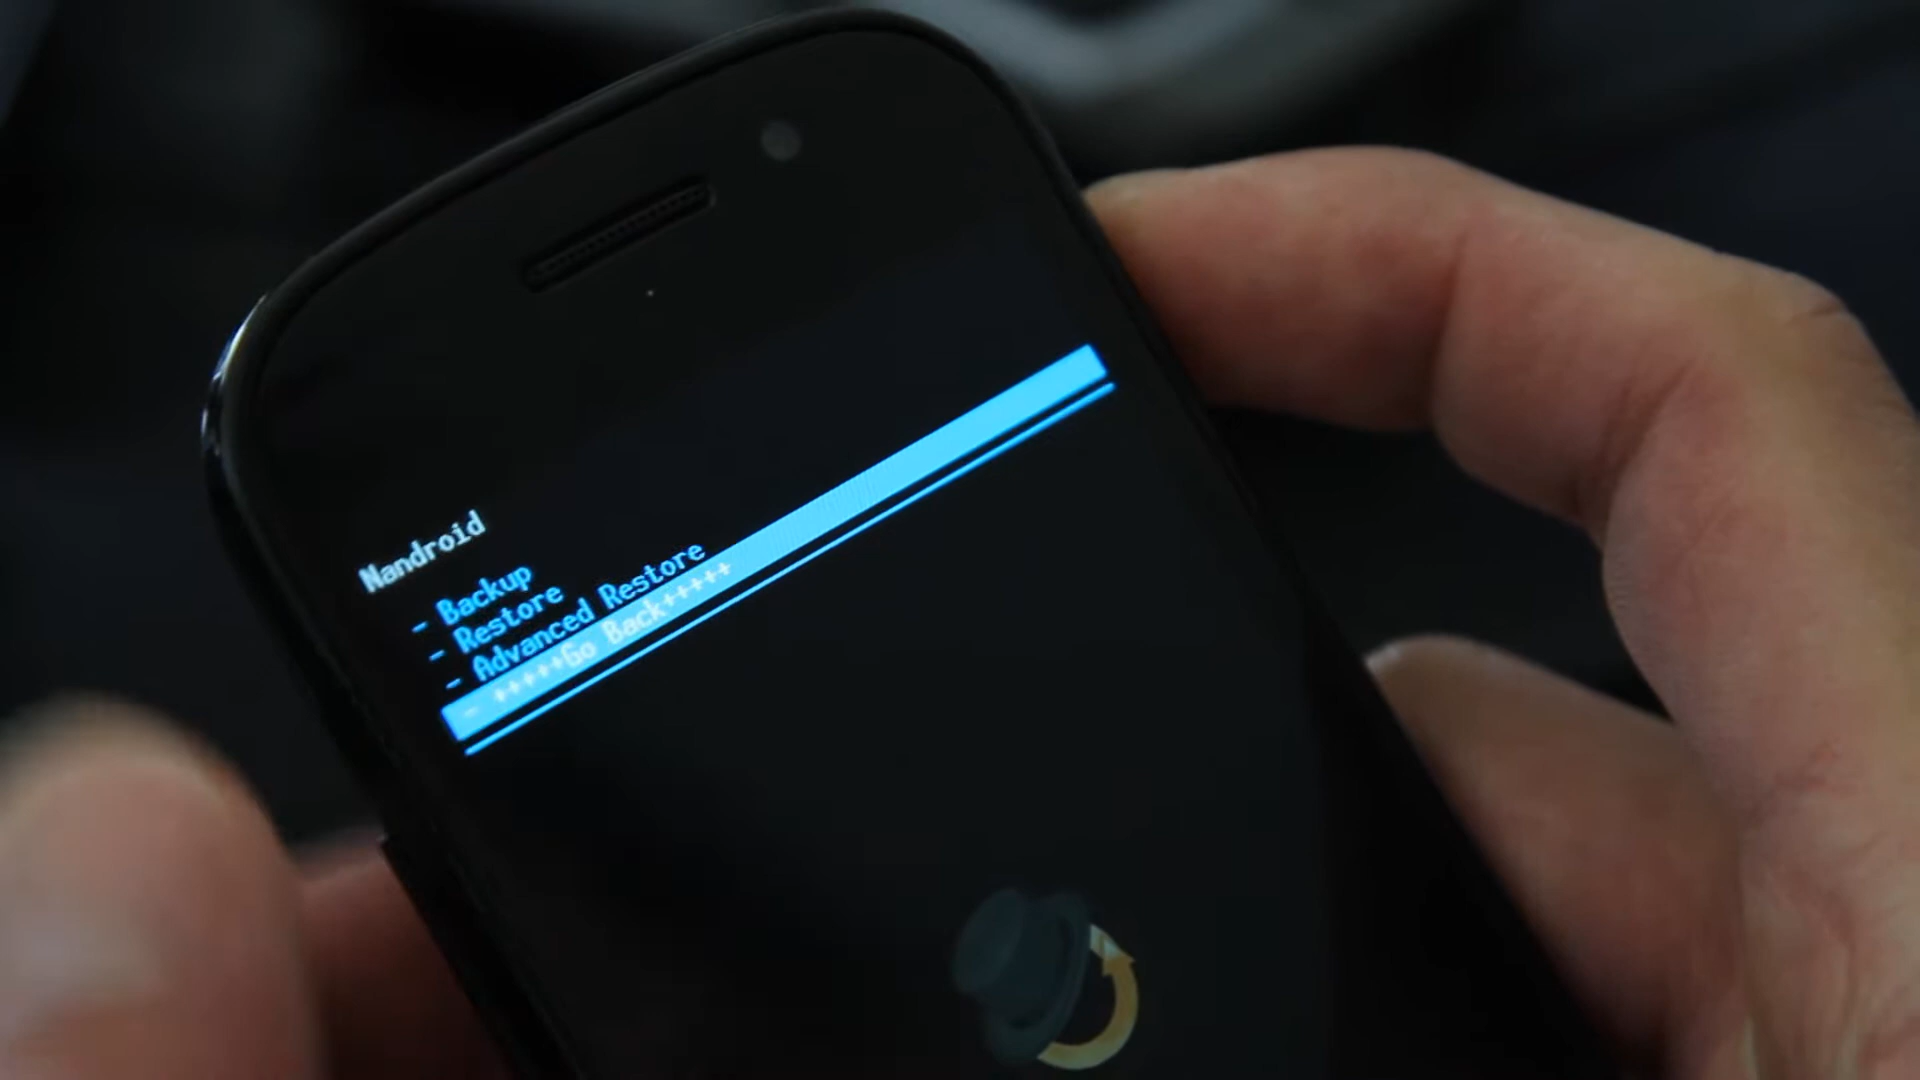 Nandroid
- Backup
- Restore
- Advanced Restore
- +++++Go Back+++++